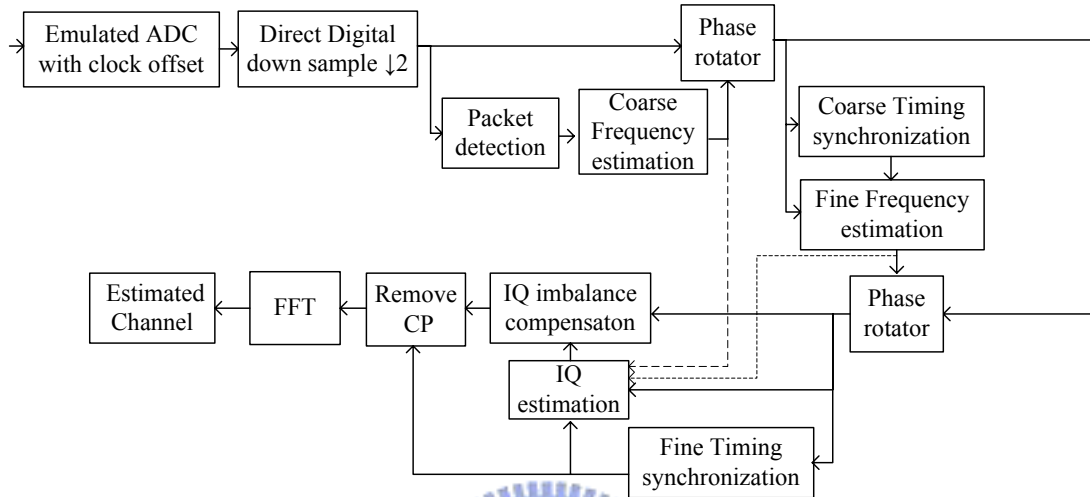 Emulated ADC
with clock offset
Direct Digital
down sample ↓2
Phase
rotator
Packet
detection
Coarse
Frequency
estimation
Coarse Timing
synchronization
Fine Frequency
estimation
Estimated
Channel
FFT
Remove
CP
IQ imbalance
compensaton
Phase
rotator
IQ
estimation
Fine Timing
synchronization